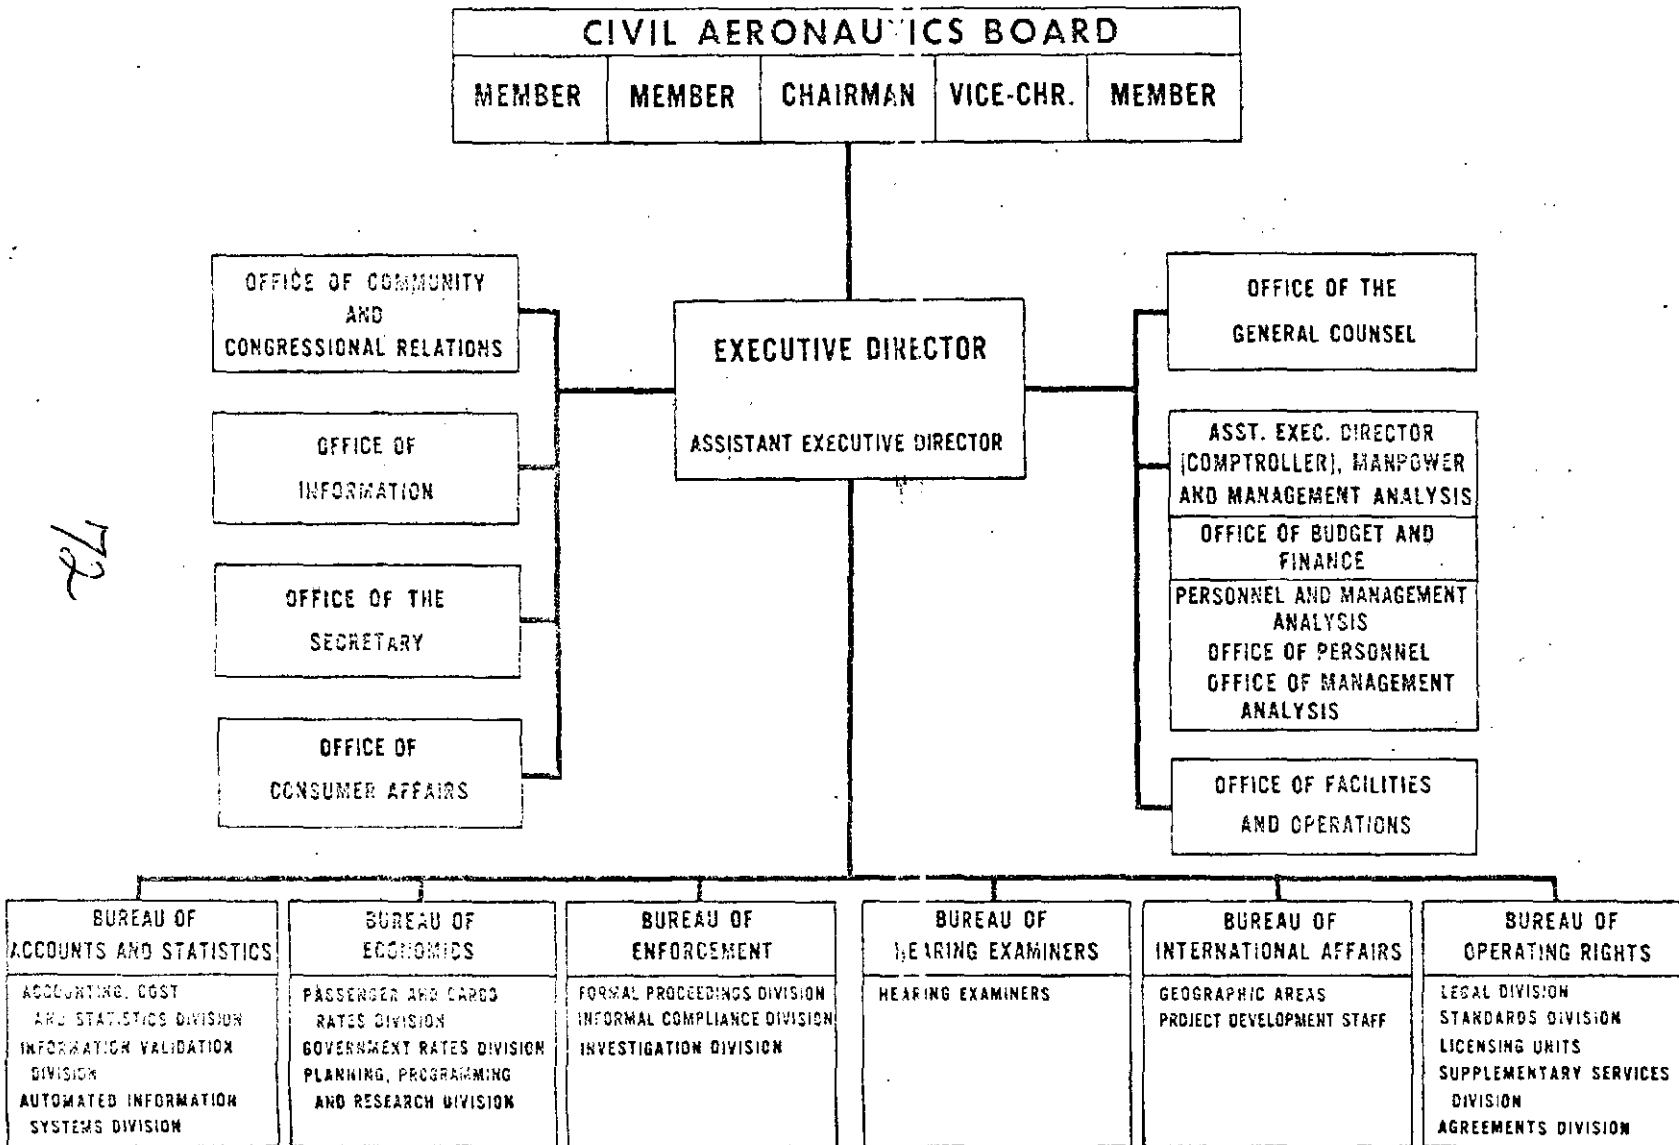 CIVIL AERONAUTICS BOARD
MEMBER
MEMBER
CHAIRMAN
VICE-CHR.
MEMBER
OFFICE OF COMMUNITY
AND
CONGRESSIONAL RELATIONS
OFFICE OF
INFORMATION
OFFICE OF THE
SECRETARY
OFFICE OF
CONSUMER AFFAIRS
EXECUTIVE DIRECTOR
ASSISTANT EXECUTIVE DIRECTOR
OFFICE OF THE
GENERAL COUNSEL
ASST. EXEC. DIRECTOR
(COMPTROLLER), MANPOWER
AND MANAGEMENT ANALYSIS
OFFICE OF BUDGET AND
FINANCE
PERSONNEL AND MANAGEMENT
ANALYSIS
OFFICE OF PERSONNEL
OFFICE OF MANAGEMENT
ANALYSIS
OFFICE OF FACILITIES
AND OPERATIONS
72
BUREAU OF
ACCOUNTS AND STATISTICS
ACCOUNTING, COST
AND STATISTICS DIVISION
INFORMATION VALIDATION
DIVISION
AUTOMATED INFORMATION
SYSTEMS DIVISION
BUREAU OF
ECONOMICS
PASSENGER AND CARGO
RATES DIVISION
GOVERNMENT RATES DIVISION
PLANNING, PROGRAMMING
AND RESEARCH DIVISION
BUREAU OF
ENFORCEMENT
FORMAL PROCEEDINGS DIVISION
INFORMAL COMPLIANCE DIVISION
INVESTIGATION DIVISION
BUREAU OF
HEARING EXAMINERS
HEARING EXAMINERS
BUREAU OF
INTERNATIONAL AFFAIRS
GEOGRAPHIC AREAS
PROJECT DEVELOPMENT STAFF
BUREAU OF
OPERATING RIGHTS
LEGAL DIVISION
STANDARDS DIVISION
LICENSING UNITS
SUPPLEMENTARY SERVICES
DIVISION
AGREEMENTS DIVISION